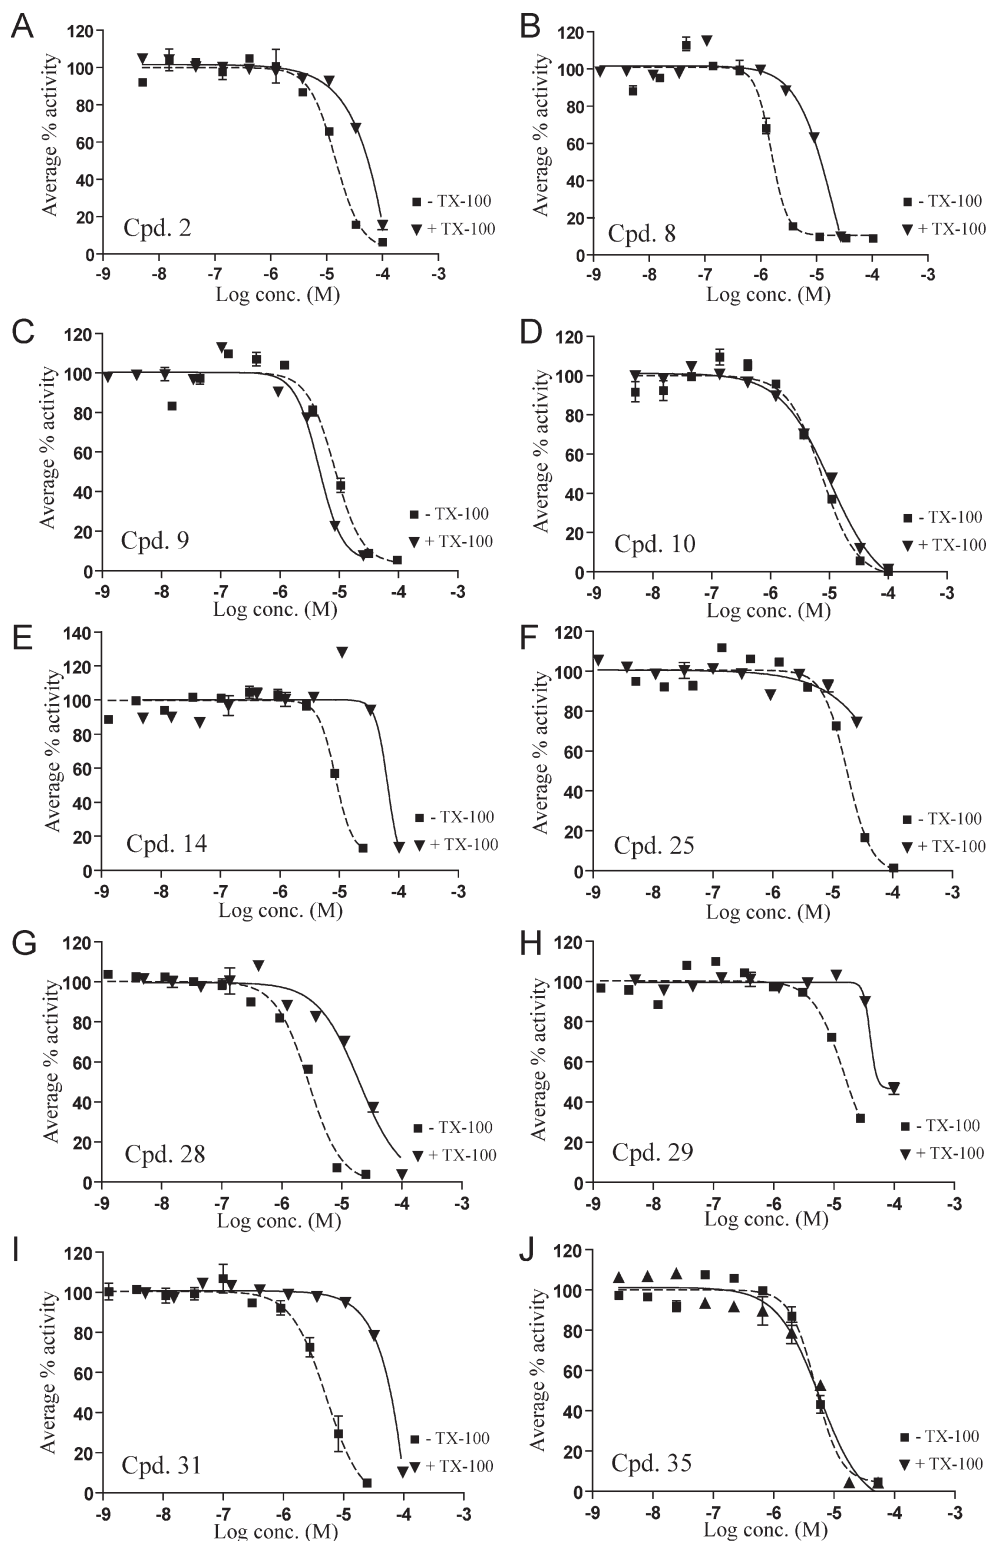 A
B
120
100
80
60
40
20
0
Average % activity
- TX-100
+ TX-100
Cpd. 2
-9 -8 -7 -6 -5 -4 -3
Log conc. (M)
120
100
80
60
40
20
0
Average % activity
- TX-100
+ TX-100
Cpd. 8
-9 -8 -7 -6 -5 -4 -3
Log conc. (M)
C
D
120
100
80
60
40
20
0
Average % activity
- TX-100
+ TX-100
Cpd. 9
-9 -8 -7 -6 -5 -4 -3
Log conc. (M)
120
100
80
60
40
20
0
Average % activity
- TX-100
+ TX-100
Cpd. 10
-9 -8 -7 -6 -5 -4 -3
Log conc. (M)
E
F
140
120
100
80
60
40
20
0
Average % activity
- TX-100
+ TX-100
Cpd. 14
-9 -8 -7 -6 -5 -4 -3
Log conc. (M)
120
100
80
60
40
20
0
Average % activity
- TX-100
+ TX-100
Cpd. 25
-9 -8 -7 -6 -5 -4 -3
Log conc. (M)
G
H
120
100
80
60
40
20
0
Average % activity
- TX-100
+ TX-100
Cpd. 28
-9 -8 -7 -6 -5 -4 -3
Log conc. (M)
120
100
80
60
40
20
0
Average % activity
- TX-100
+ TX-100
Cpd. 29
-9 -8 -7 -6 -5 -4 -3
Log conc. (M)
I
J
120
100
80
60
40
20
0
Average % activity
- TX-100
+ TX-100
Cpd. 31
-9 -8 -7 -6 -5 -4 -3
Log conc. (M)
120
100
80
60
40
20
0
Average % activity
- TX-100
+ TX-100
Cpd. 35
-9 -8 -7 -6 -5 -4 -3
Log conc. (M)